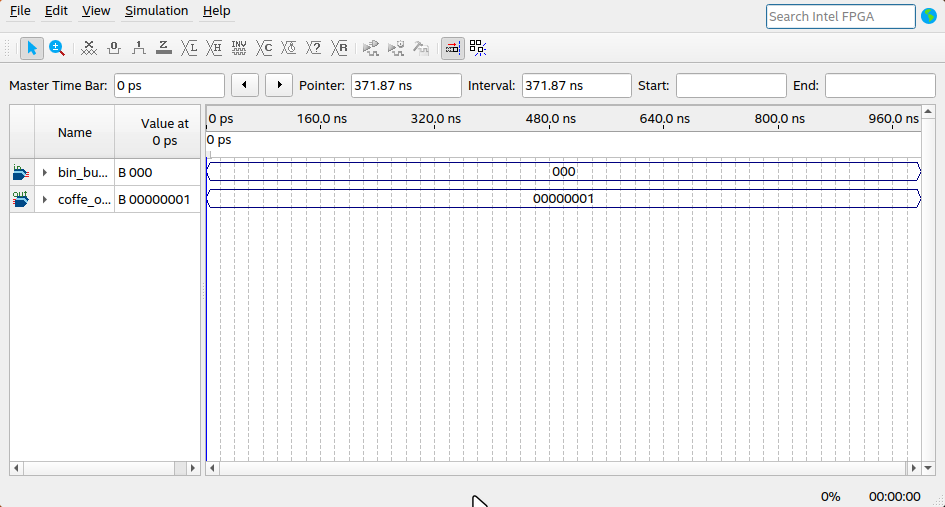 File Edit View Simulation Help
Search Intel FPGA
Master Time Bar: 0 ps Pointer: 371.87 ns Interval: 371.87 ns Start: End:
Name Value at 0 ps
0 ps 160.0 ns 320.0 ns 480.0 ns 640.0 ns 800.0 ns 960.0 ns
0 ps
bin_bu... B 000 000
coffe_o... B 00000001 00000001
0% 00:00:00